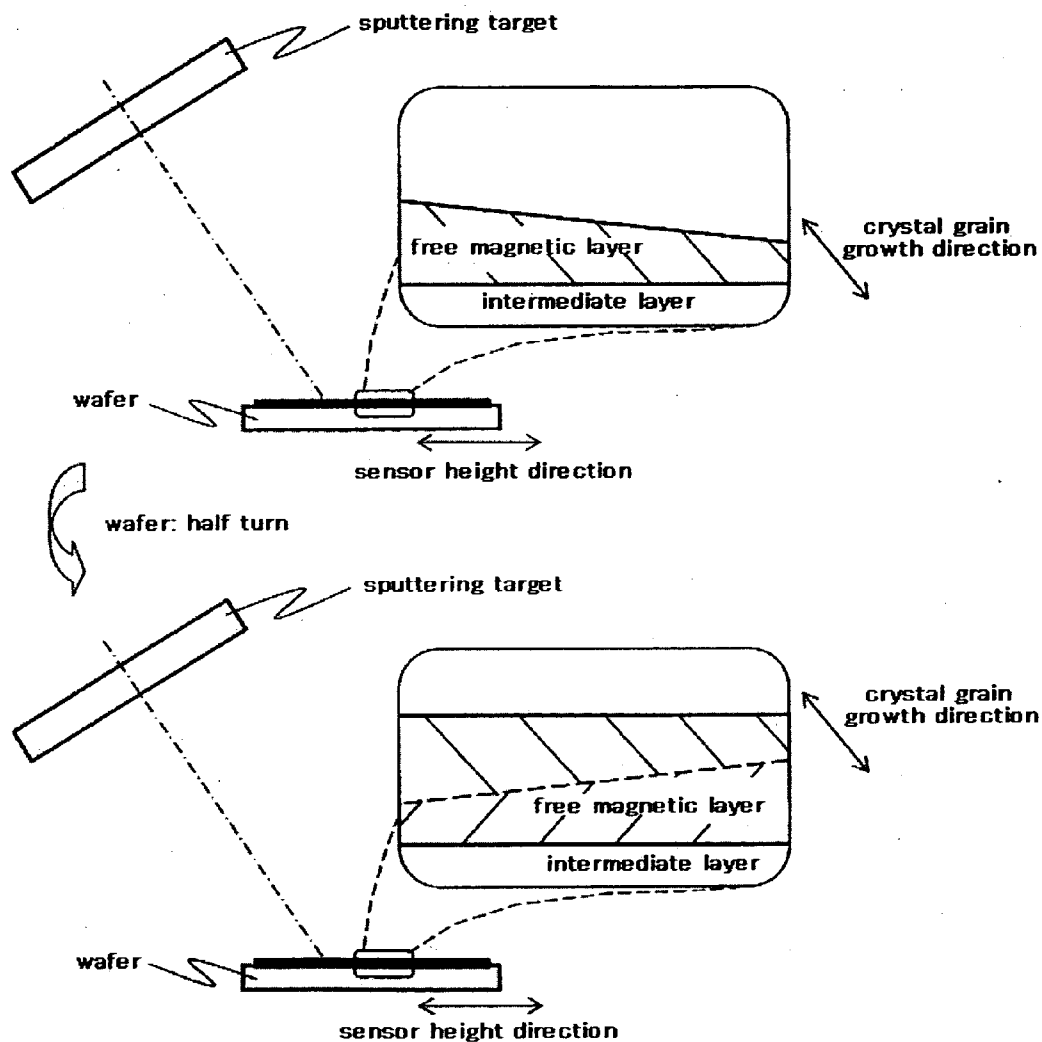 sputtering target
free magnetic layer
intermediate layer
crystal grain
growth direction
wafer
sensor height direction
wafer: half turn
sputtering target
crystal grain
growth direction
free magnetic layer
intermediate layer
wafer
sensor height direction